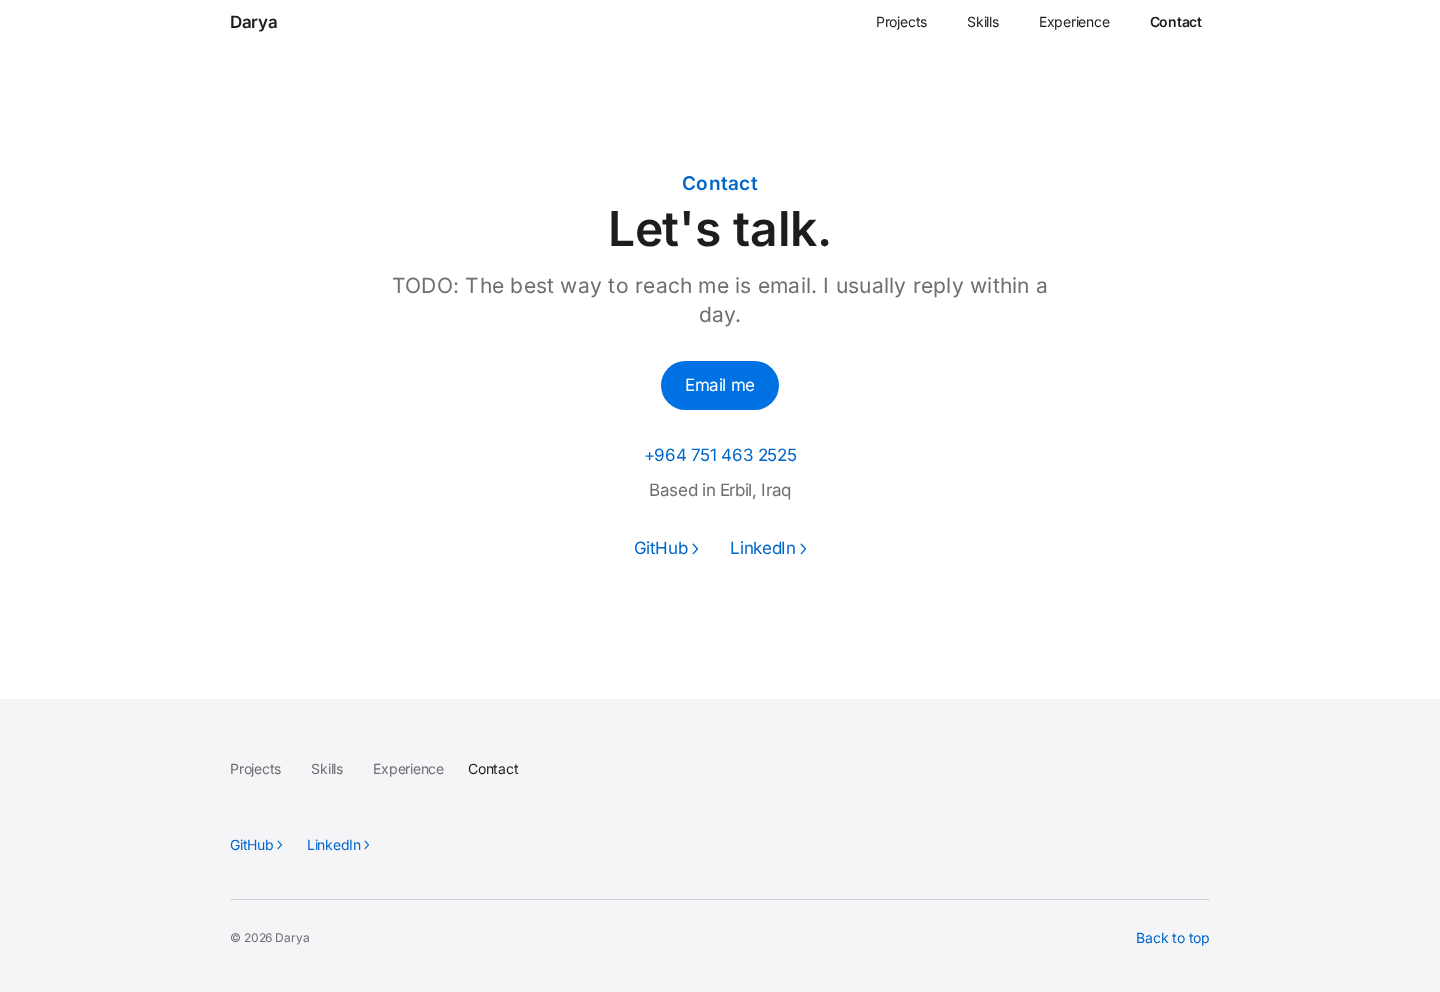 Darya
Projects Skills Experience Contact
Contact
Let's talk.
TODO: The best way to reach me is email. I usually reply within a
day.
Email me
+964 751 463 2525
Based in Erbil, Iraq
GitHub LinkedIn
Projects Skills Experience Contact
GitHub LinkedIn
© 2026 Darya
Back to top